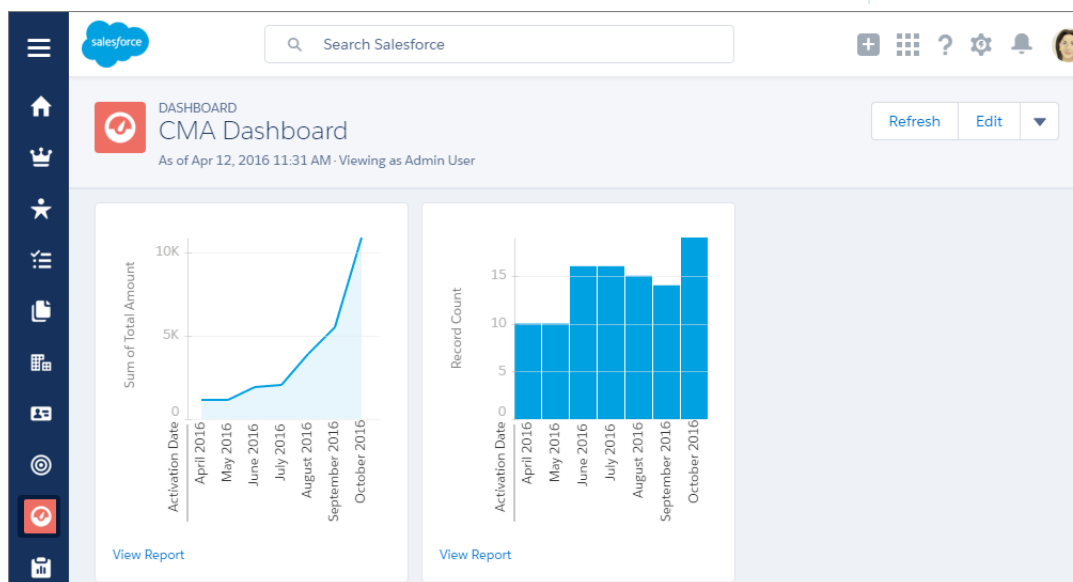 salesforce
Search Salesforce
DASHBOARD
CMA Dashboard
As of Apr 12, 2016 11:31 AM·Viewing as Admin User
Refresh
Edit
Sum of Total Amount
10K
5K
0
Activation Date
April 2016
May 2016
June 2016
July 2016
August 2016
September 2016
October 2016
View Report
Record Count
15
10
5
0
Activation Date
April 2016
May 2016
June 2016
July 2016
August 2016
September 2016
October 2016
View Report